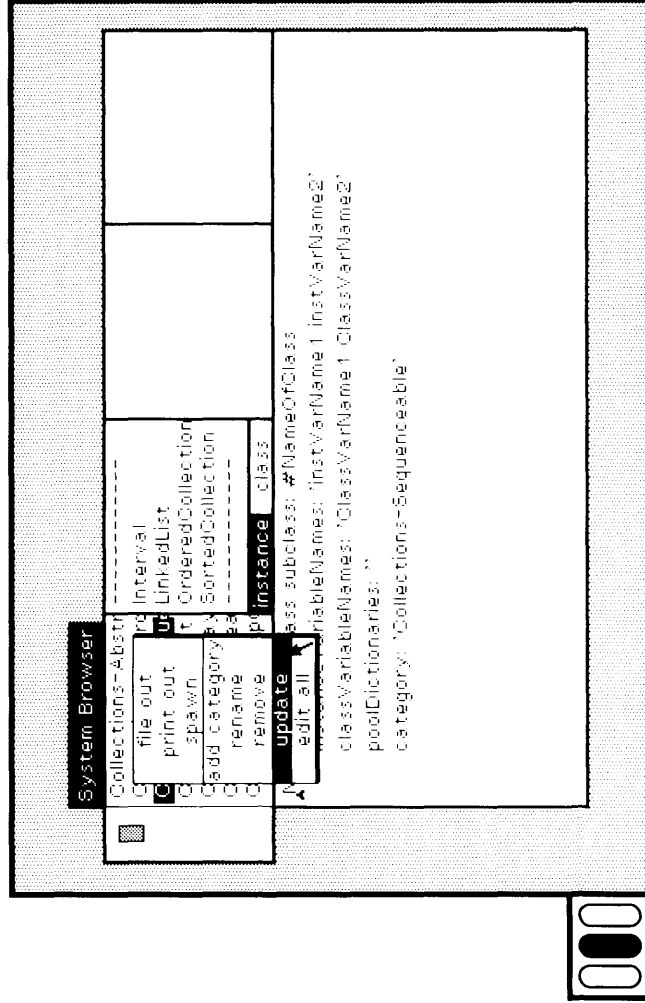 System Browser
Collections-Abstr
C
C
C
C
C
C
file out
print out
spawn
add category
rename
remove
update
edit all
------------
Interval
LinkedList
OrderedCollection
SortedCollection
------------
instance class
ass subclass: #NameOfClass
instanceVariableNames: 'instVarName1 instVarName2'
classVariableNames: 'ClassVarName1 ClassVarName2'
poolDictionaries: ''
category: 'Collections-Sequenceable'